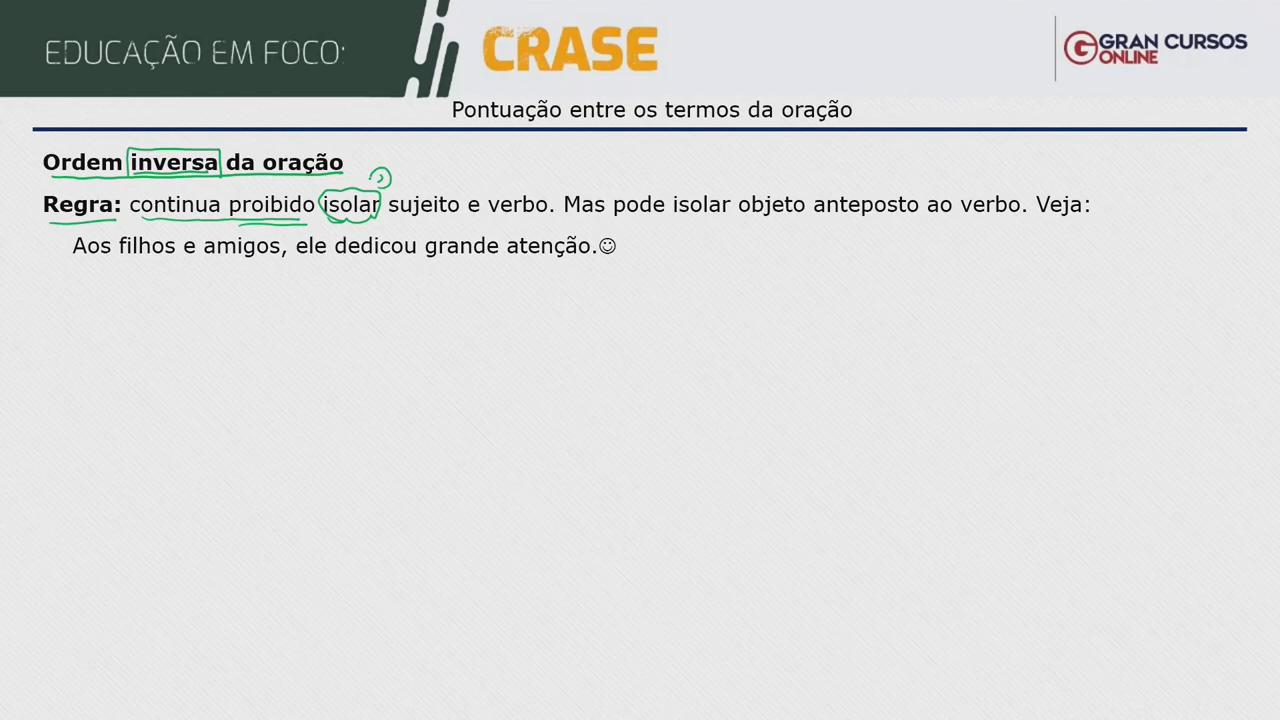 EDUCAÇÃO EM FOCO:
CRASE
GRAN CURSOS
ONLINE
Pontuação entre os termos da oração
Ordem inversa da oração
Regra: continua proibido isolar sujeito e verbo. Mas pode isolar objeto anteposto ao verbo. Veja:
Aos filhos e amigos, ele dedicou grande atenção.☺